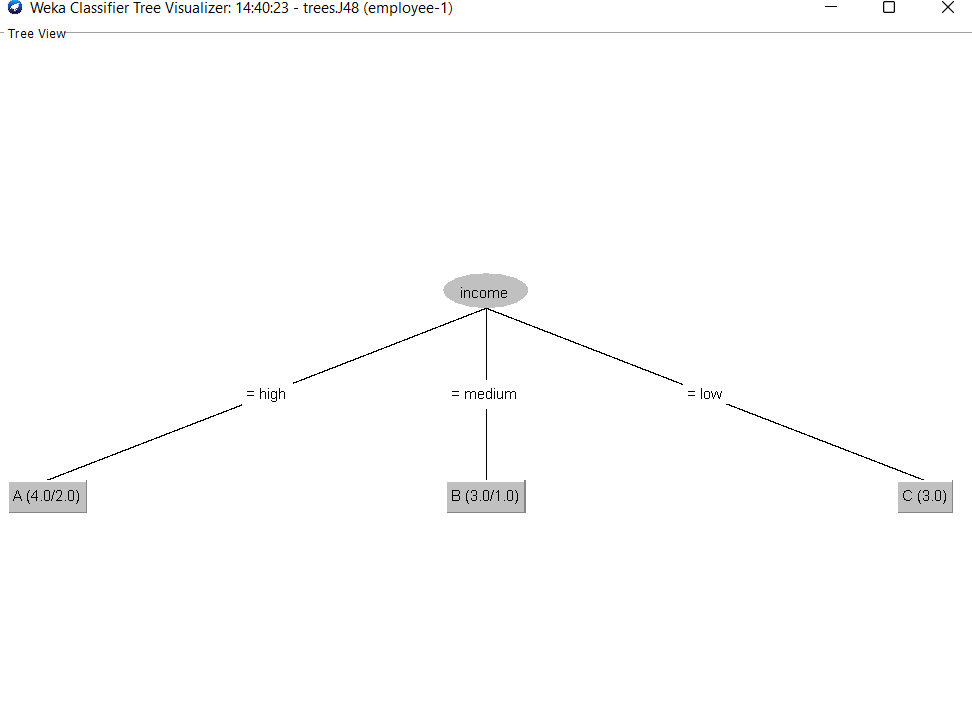 Weka Classifier Tree Visualizer: 14:40:23 - trees.J48 (employee-1)
Tree View
income
= high
= medium
= low
A (4.0/2.0)
B (3.0/1.0)
C (3.0)